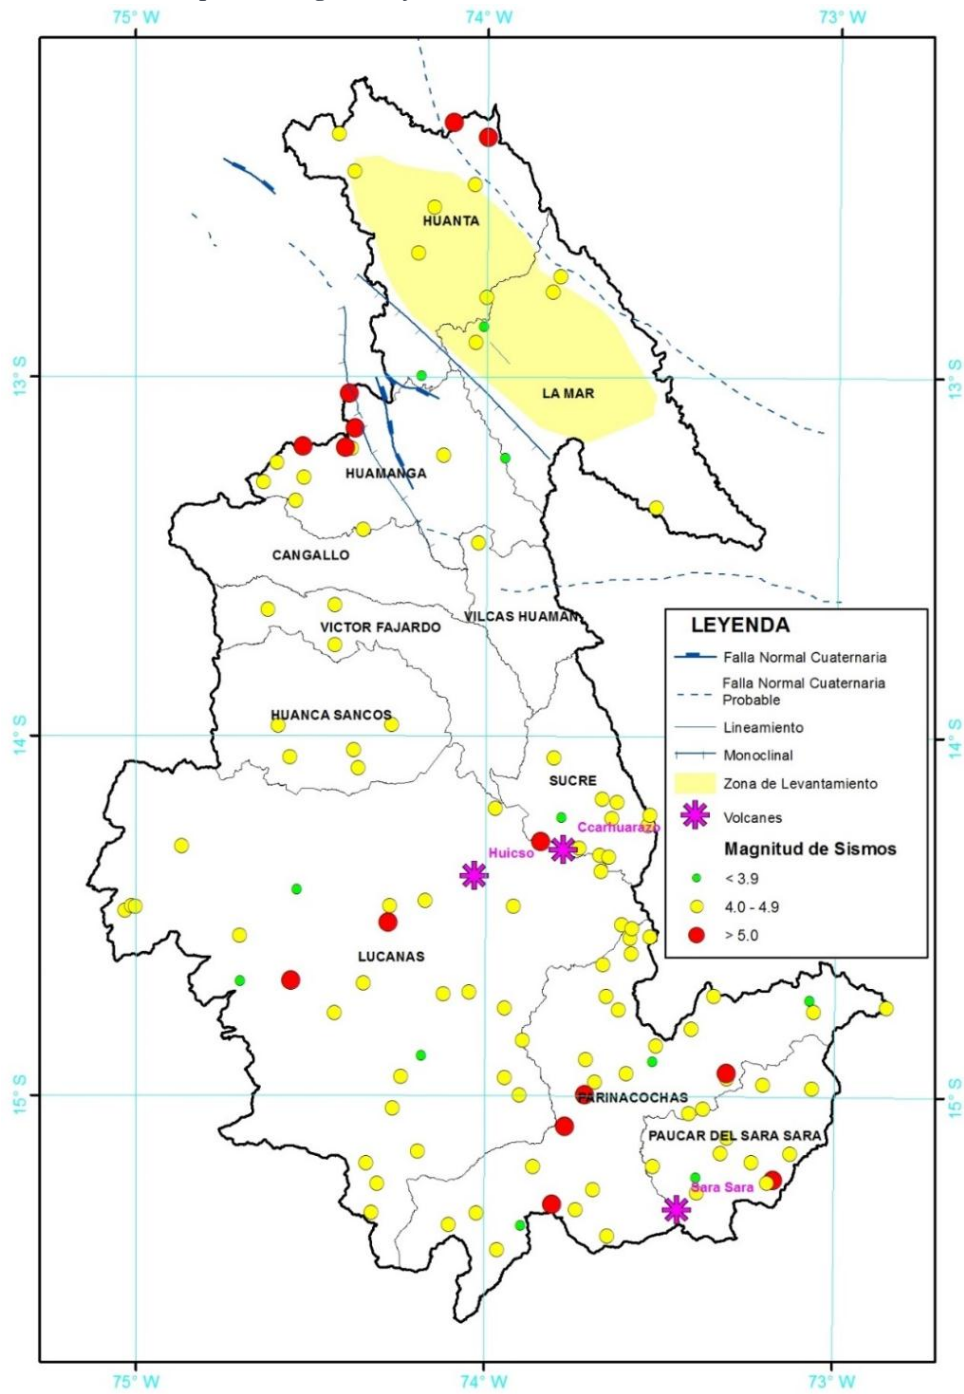 75° W
74° W
73° W
HUANTA
13° S
13° S
LA MAR
HUAMANGA
CANGALLO
VILCAS HUAMAN
VICTOR FAJARDO
HUANCA SANCOS
14° S
14° S
SUCRE
Ccarhuarazo
Huicso
LUCANAS
15° S
15° S
PARINACOCHAS
PAUCAR DEL SARA SARA
Sara Sara
LEYENDA
Falla Normal Cuaternaria
Falla Normal Cuaternaria
Probable
Lineamiento
Monoclinal
Zona de Levantamiento
Volcanes
Magnitud de Sismos
< 3.9
4.0 - 4.9
> 5.0
75° W
74° W
73° W